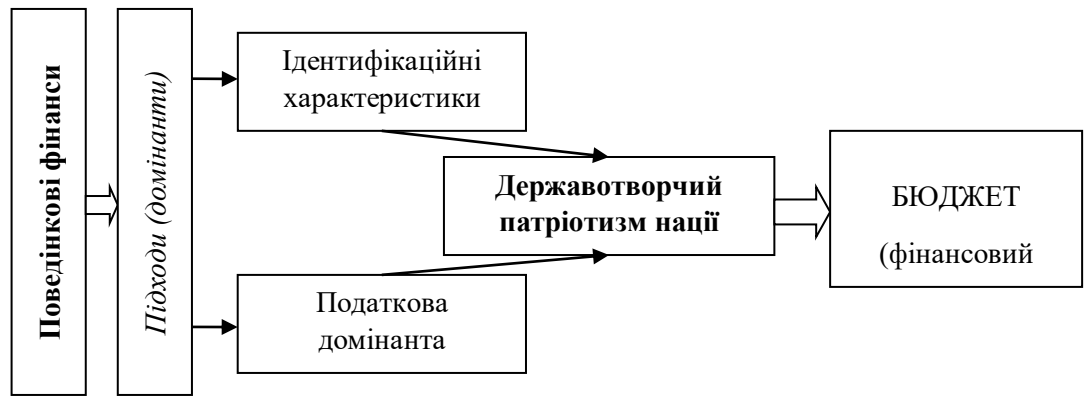 Поведінкові фінанси
Підходи (домінанти)
Ідентифікаційні
характеристики
Державотворчий
патріотизм нації
Податкова
домінанта
БЮДЖЕТ
(фінансовий